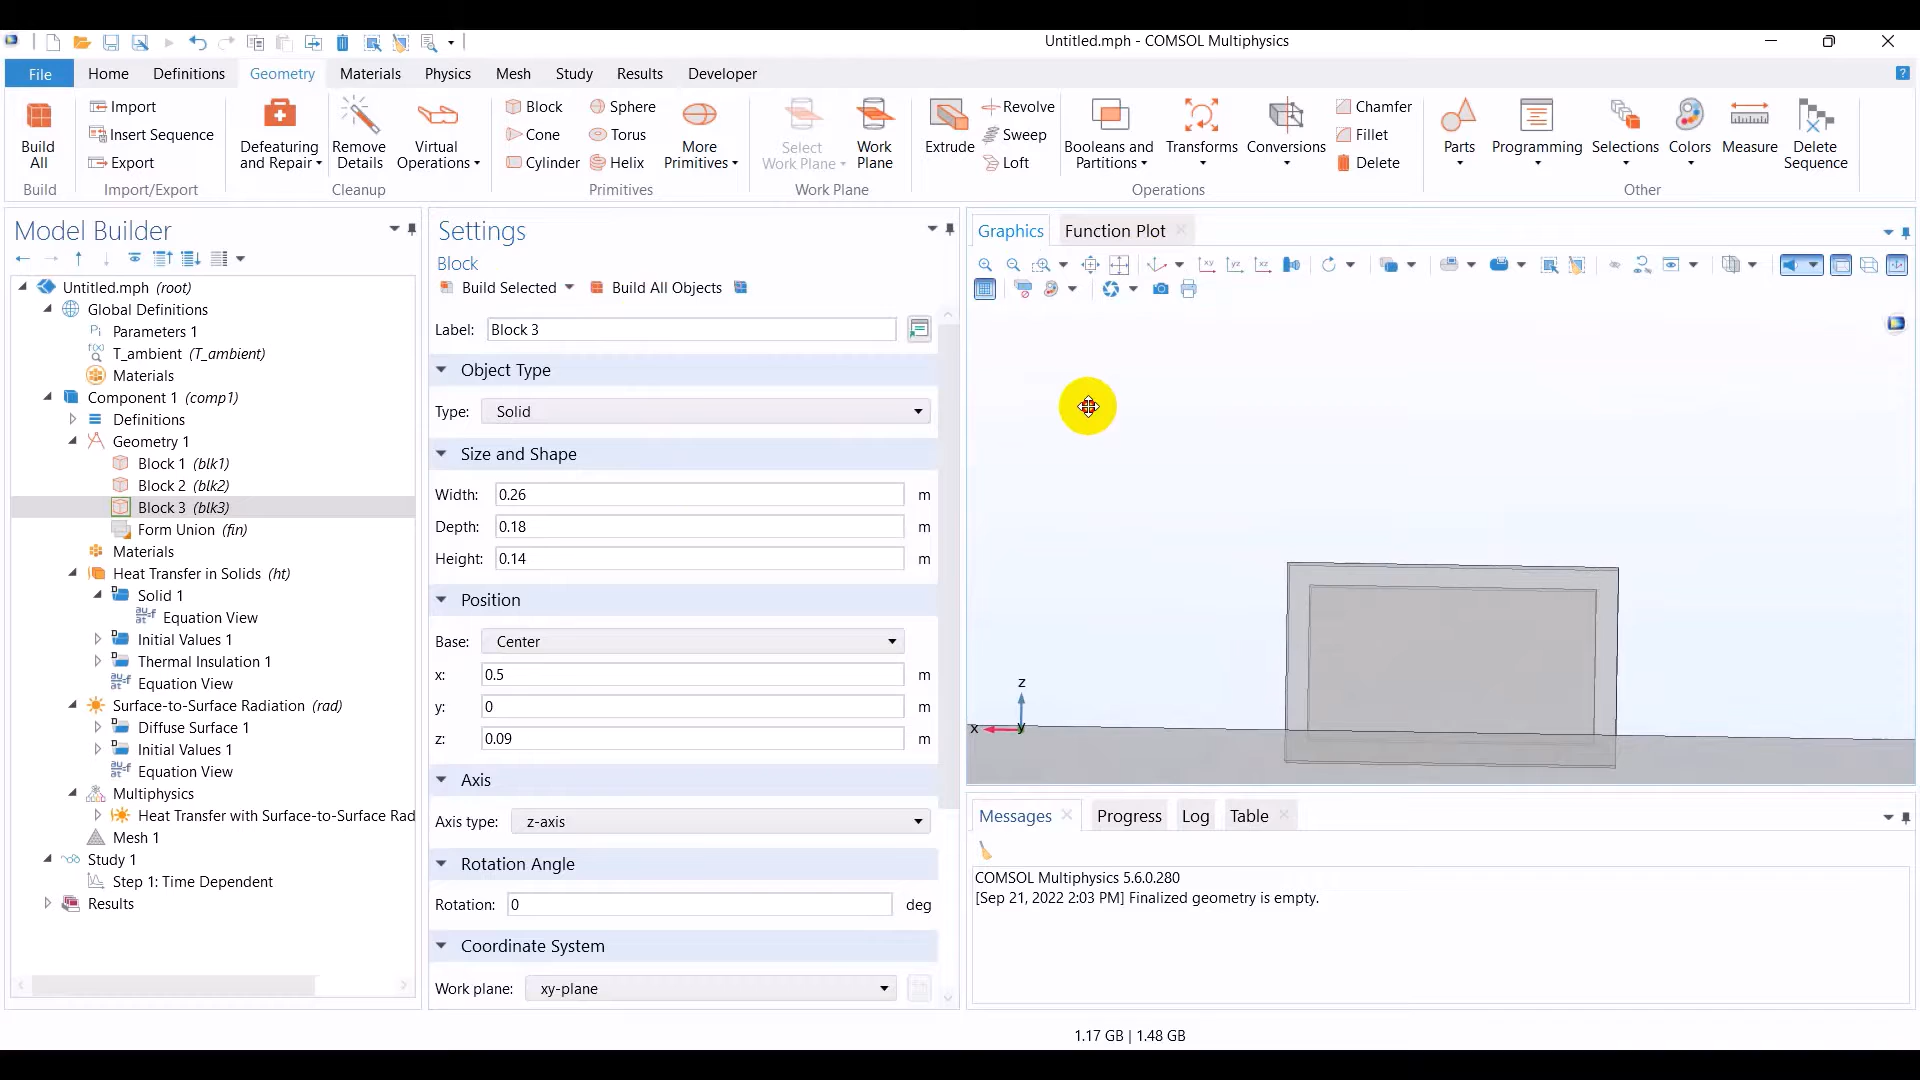 Untitled.mph - COMSOL Multiphysics
File Home Definitions Geometry Materials Physics Mesh Study Results Developer
Build All
Import
Insert Sequence
Export
Defeaturing and Repair
Remove Details
Virtual Operations
Block
Cone
Cylinder
Sphere
Torus
Helix
More Primitives
Select Work Plane
Work Plane
Extrude
Revolve
Sweep
Loft
Booleans and Partitions
Transforms
Conversions
Chamfer
Fillet
Delete
Parts
Programming
Selections
Colors
Measure
Delete Sequence
Build Import/Export Cleanup Primitives Work Plane Operations Other
Model Builder
Untitled.mph (root)
Global Definitions
Pi Parameters 1
T_ambient (T_ambient)
Materials
Component 1 (comp1)
Definitions
Geometry 1
Block 1 (blk1)
Block 2 (blk2)
Block 3 (blk3)
Form Union (fin)
Materials
Heat Transfer in Solids (ht)
Solid 1
Equation View
Initial Values 1
Thermal Insulation 1
Equation View
Surface-to-Surface Radiation (rad)
Diffuse Surface 1
Initial Values 1
Equation View
Multiphysics
Heat Transfer with Surface-to-Surface Rad
Mesh 1
Study 1
Step 1: Time Dependent
Results
Settings
Block
Build Selected Build All Objects
Label: Block 3
Object Type
Type: Solid
Size and Shape
Width: 0.26 m
Depth: 0.18 m
Height: 0.14 m
Position
Base: Center
x: 0.5 m
y: 0 m
z: 0.09 m
Axis
Axis type: z-axis
Rotation Angle
Rotation: 0 deg
Coordinate System
Work plane: xy-plane
Graphics Function Plot
z
x y
Messages Progress Log Table
COMSOL Multiphysics 5.6.0.280
[Sep 21, 2022 2:03 PM] Finalized geometry is empty.
1.17 GB | 1.48 GB